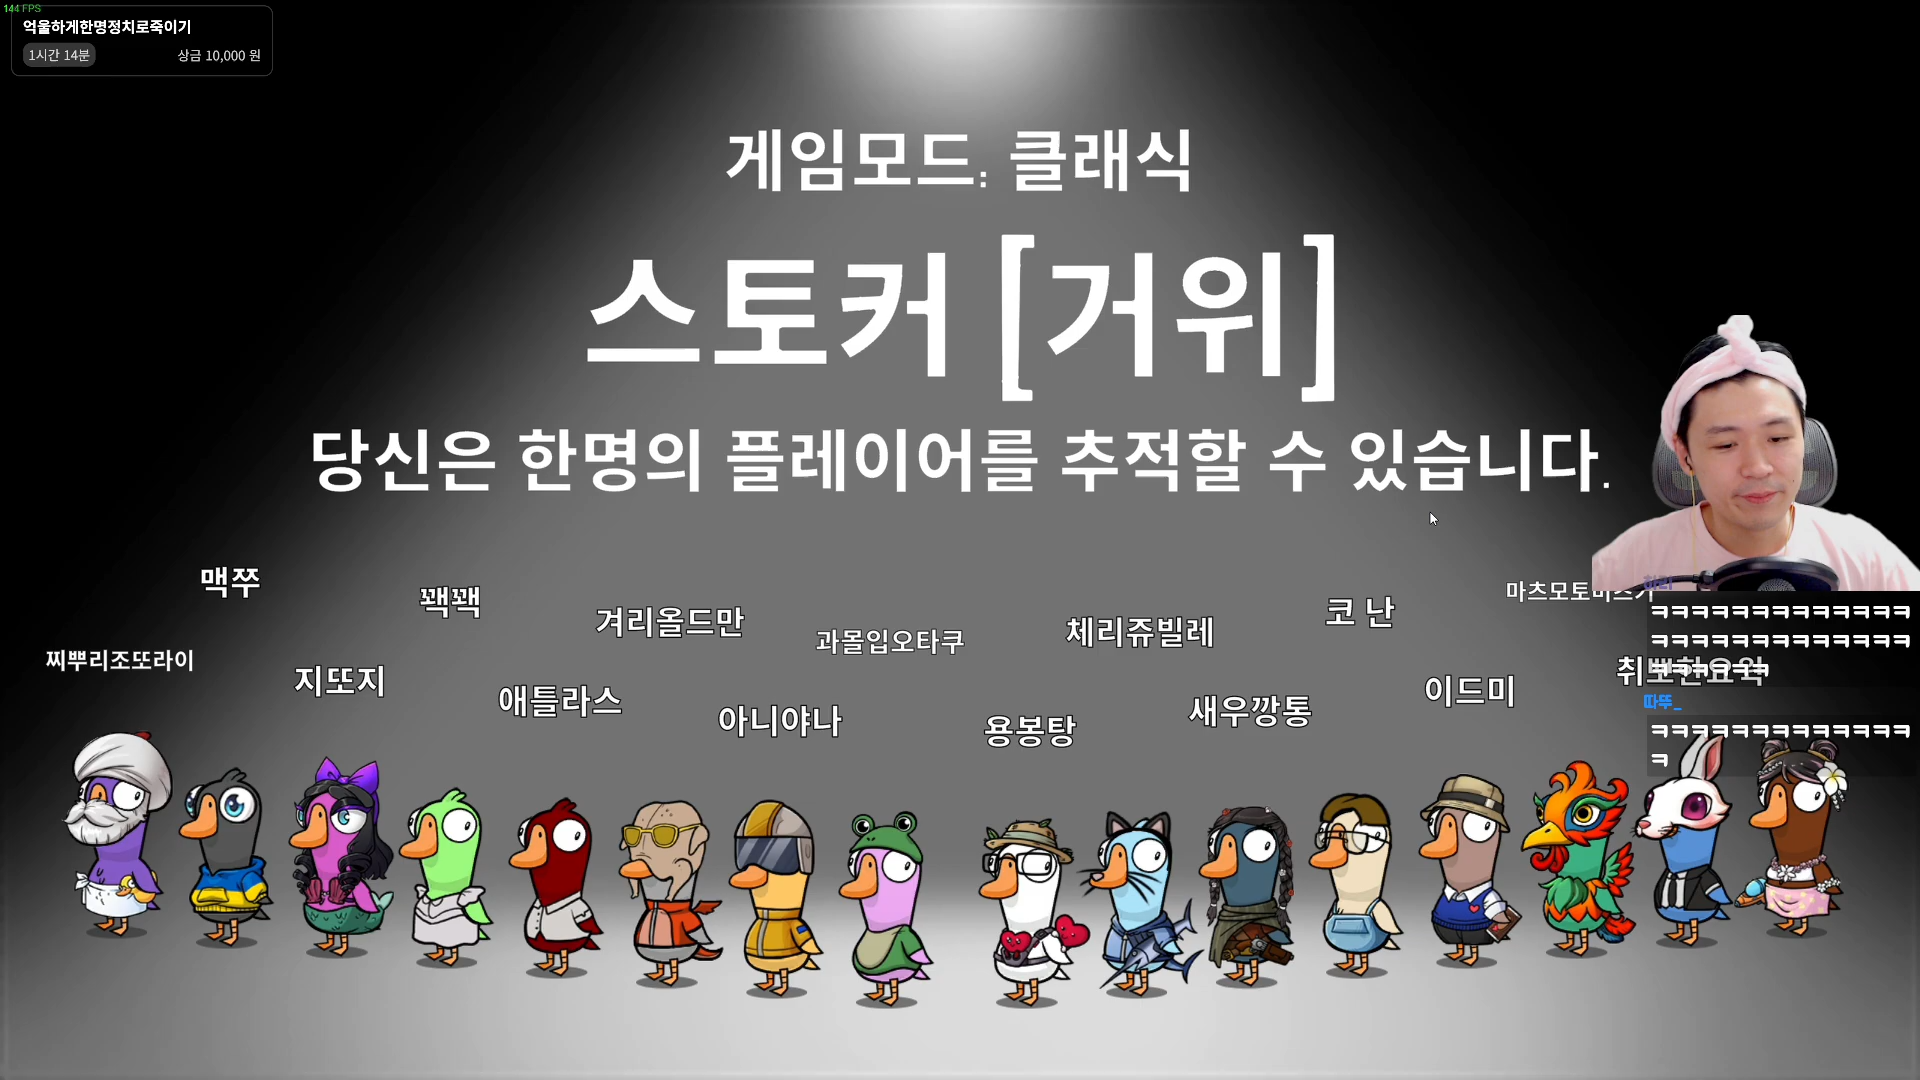 144 FPS
억울하게한명정치로죽이기
1시간 14분
상금 10,000 원
게임모드: 클래식
스토커 [거위]
당신은 한명의 플레이어를 추적할 수 있습니다.
맥쭈
꽥꽥
겨리올드만
과몰입오타쿠
체리쥬빌레
코 난
찌뿌리조또라이
지또지
애틀라스
아니야나
용봉탕
새우깡통
이드미
ㅋㅋㅋㅋㅋㅋㅋㅋㅋㅋㅋㅋㅋ
ㅋㅋㅋㅋㅋㅋㅋㅋㅋㅋㅋㅋㅋ
따뚜_
ㅋㅋㅋㅋㅋㅋㅋㅋㅋㅋㅋㅋㅋ
ㅋ